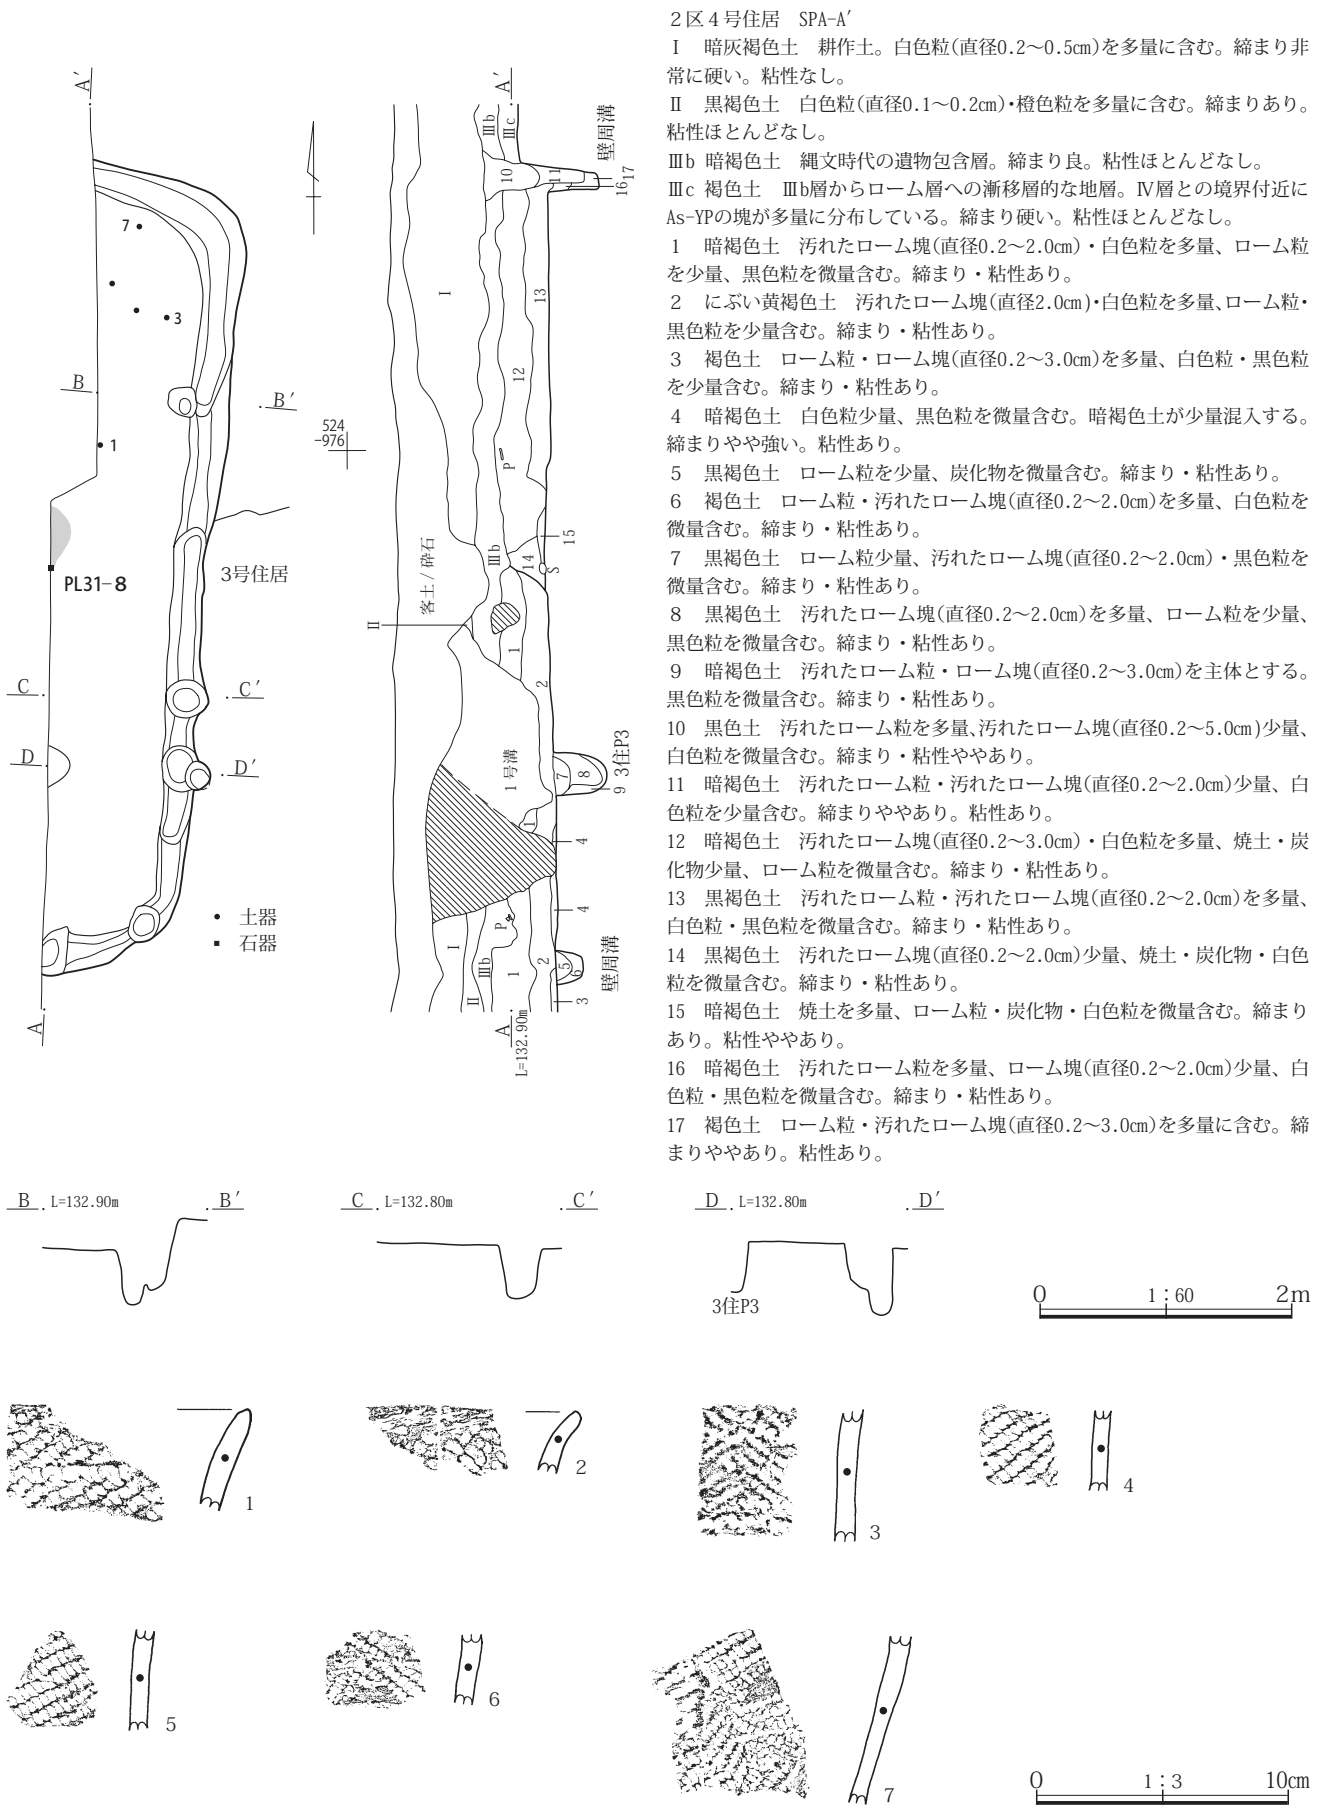 2区4号住居　SPA-A′
Ⅰ　暗灰褐色土　耕作土。白色粒(直径0.2～0.5㎝)を多量に含む。締まり非
常に硬い。粘性なし。
Ⅱ　黒褐色土　白色粒(直径0.1～0.2㎝)・橙色粒を多量に含む。締まりあり。
粘性ほとんどなし。
Ⅲb 暗褐色土　縄文時代の遺物包含層。締まり良。粘性ほとんどなし。
Ⅲc 褐色土　Ⅲb層からローム層への漸移層的な地層。Ⅳ層との境界付近に
As-YPの塊が多量に分布している。締まり硬い。粘性ほとんどなし。
1　暗褐色土　汚れたローム塊(直径0.2～2.0㎝)・白色粒を多量、ローム粒
を少量、黒色粒を微量含む。締まり・粘性あり。
2　にぶい黄褐色土　汚れたローム塊(直径2.0㎝)・白色粒を多量、ローム粒・
黒色粒を少量含む。締まり・粘性あり。
3　褐色土　ローム粒・ローム塊(直径0.2～3.0㎝)を多量、白色粒・黒色粒
を少量含む。締まり・粘性あり。
4　暗褐色土　白色粒少量、黒色粒を微量含む。暗褐色土が少量混入する。
締まりやや強い。粘性あり。
5　黒褐色土　ローム粒を少量、炭化物を微量含む。締まり・粘性あり。
6　褐色土　ローム粒・汚れたローム塊(直径0.2～2.0㎝)を多量、白色粒を
微量含む。締まり・粘性あり。
7　黒褐色土　ローム粒少量、汚れたローム塊(直径0.2～2.0㎝)・黒色粒を
微量含む。締まり・粘性あり。
8　黒褐色土　汚れたローム塊(直径0.2～2.0㎝)を多量、ローム粒を少量、
黒色粒を微量含む。締まり・粘性あり。
9　暗褐色土　汚れたローム粒・ローム塊(直径0.2～3.0㎝)を主体とする。
黒色粒を微量含む。締まり・粘性あり。
10　黒色土　汚れたローム粒を多量、汚れたローム塊(直径0.2～5.0㎝)少量、
白色粒を微量含む。締まり・粘性ややあり。
11　暗褐色土　汚れたローム粒・汚れたローム塊(直径0.2～2.0㎝)少量、白
色粒を少量含む。締まりややあり。粘性あり。
12　暗褐色土　汚れたローム塊(直径0.2～3.0㎝)・白色粒を多量、焼土・炭
化物少量、ローム粒を微量含む。締まり・粘性あり。
13　黒褐色土　汚れたローム粒・汚れたローム塊(直径0.2～2.0㎝)を多量、
白色粒・黒色粒を微量含む。締まり・粘性あり。
14　黒褐色土　汚れたローム塊(直径0.2～2.0㎝)少量、焼土・炭化物・白色
粒を微量含む。締まり・粘性あり。
15　暗褐色土　焼土を多量、ローム粒・炭化物・白色粒を微量含む。締まり
あり。粘性ややあり。
16　暗褐色土　汚れたローム粒を多量、ローム塊(直径0.2～2.0㎝)少量、白
色粒・黒色粒を微量含む。締まり・粘性あり。
17　褐色土　ローム粒・汚れたローム塊(直径0.2～3.0㎝)を多量に含む。締
まりややあり。粘性あり。
A′
7
3
B
B′
1
PL31-8
3号住居
C
C′
D
D′
● 土器
■ 石器
A
524
-976
A′
Ⅲb
Ⅲc
壁周溝
10
11
16
17
Ⅰ
13
12
P
15
Ⅲb
14
S
客土/砕石
Ⅱ
1
2
1号溝
7
8
9
3住P3
1
4
4
P
Ⅰ
Ⅲb
Ⅱ
1
2
5
6
壁周溝
3
A
L=132.90m
B　L=132.90m　B′
C　L=132.80m　C′
D　L=132.80m　D′
3住P3
0　1:60　2m
1
2
3
4
5
6
7
0　1:3　10㎝